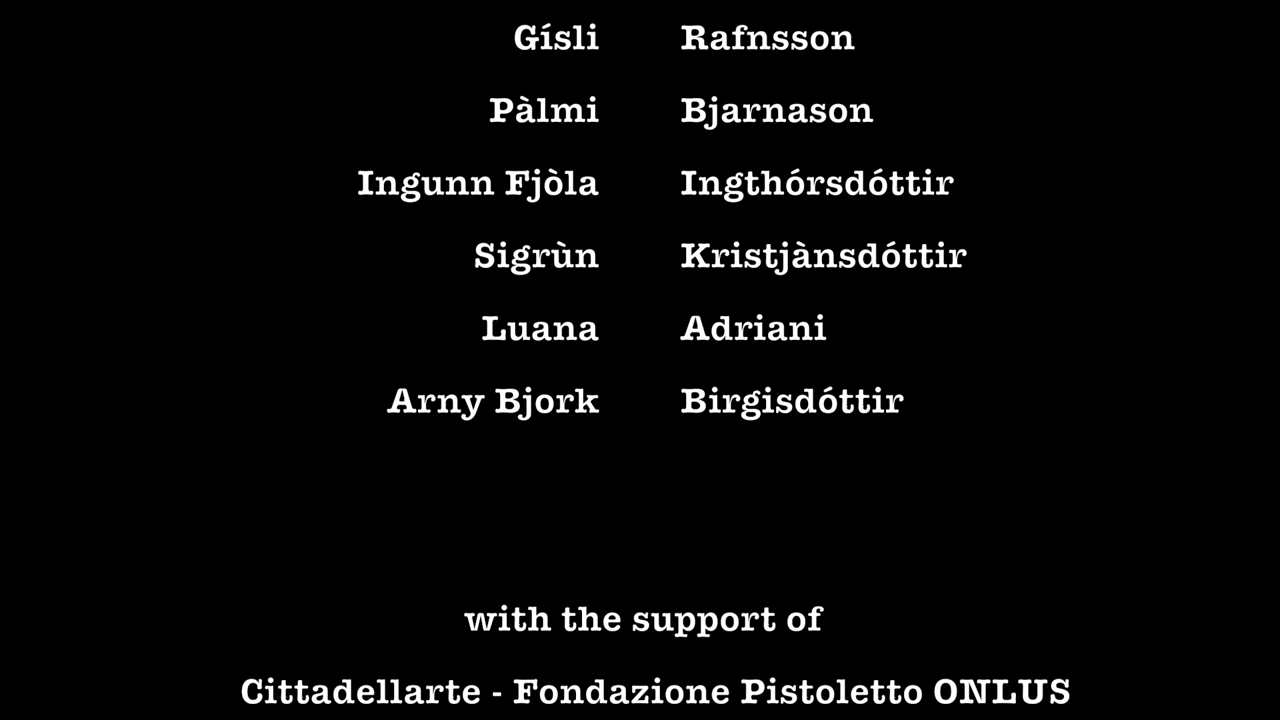 Gísli Rafnsson
Pàlmi Bjarnason
Ingunn Fjòla Ingthórsdóttir
Sigrùn Kristjànsdóttir
Luana Adriani
Arny Bjork Birgisdóttir
with the support of
Cittadellarte - Fondazione Pistoletto ONLUS